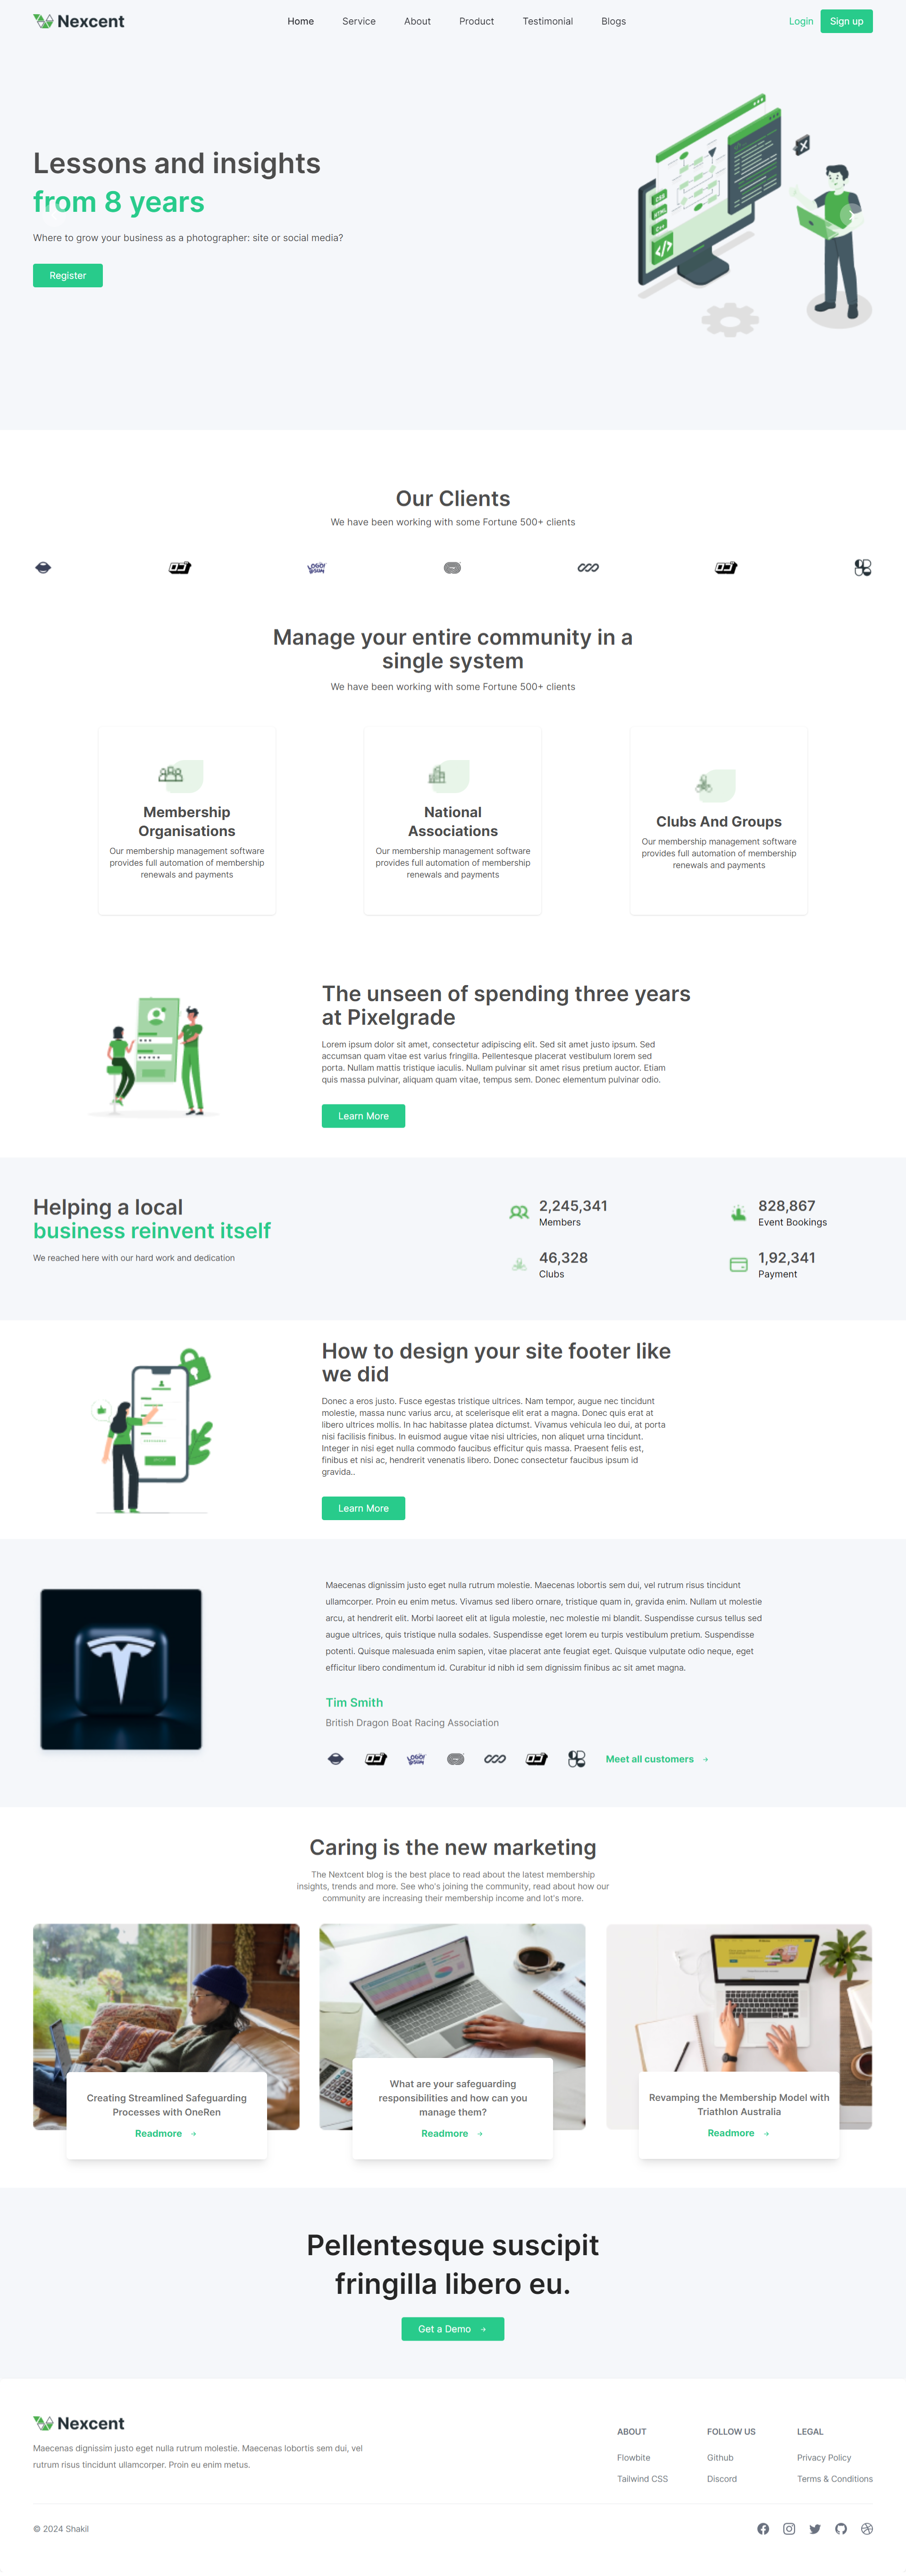 Nexcent
Home Service About Product Testimonial Blogs
Login Sign up
Lessons and insights
from 8 years
Where to grow your business as a photographer: site or social media?
Register
CSS
HTML
C++
</>
Our Clients
We have been working with some Fortune 500+ clients
LOGO!
IPSUM
Manage your entire community in a
single system
We have been working with some Fortune 500+ clients
Membership
Organisations
Our membership management software
provides full automation of membership
renewals and payments
National
Associations
Our membership management software
provides full automation of membership
renewals and payments
Clubs And Groups
Our membership management software
provides full automation of membership
renewals and payments
The unseen of spending three years
at Pixelgrade
Lorem ipsum dolor sit amet, consectetur adipiscing elit. Sed sit amet justo ipsum. Sed
accumsan quam vitae est varius fringilla. Pellentesque placerat vestibulum lorem sed
porta. Nullam mattis tristique iaculis. Nullam pulvinar sit amet risus pretium auctor. Etiam
quis massa pulvinar, aliquam quam vitae, tempus sem. Donec elementum pulvinar odio.
Learn More
Helping a local
business reinvent itself
We reached here with our hard work and dedication
2,245,341
Members
828,867
Event Bookings
46,328
Clubs
1,92,341
Payment
How to design your site footer like
we did
Donec a eros justo. Fusce egestas tristique ultrices. Nam tempor, augue nec tincidunt
molestie, massa nunc varius arcu, at scelerisque elit erat a magna. Donec quis erat at
libero ultrices mollis. In hac habitasse platea dictumst. Vivamus vehicula leo dui, at porta
nisi facilisis finibus. In euismod augue vitae nisi ultricies, non aliquet urna tincidunt.
Integer in nisi eget nulla commodo faucibus efficitur quis massa. Praesent felis est,
finibus et nisi ac, hendrerit venenatis libero. Donec consectetur faucibus ipsum id
gravida..
Learn More
Maecenas dignissim justo eget nulla rutrum molestie. Maecenas lobortis sem dui, vel rutrum risus tincidunt
ullamcorper. Proin eu enim metus. Vivamus sed libero ornare, tristique quam in, gravida enim. Nullam ut molestie
arcu, at hendrerit elit. Morbi laoreet elit at ligula molestie, nec molestie mi blandit. Suspendisse cursus tellus sed
augue ultrices, quis tristique nulla sodales. Suspendisse eget lorem eu turpis vestibulum pretium. Suspendisse
potenti. Quisque malesuada enim sapien, vitae placerat ante feugiat eget. Quisque vulputate odio neque, eget
efficitur libero condimentum id. Curabitur id nibh id sem dignissim finibus ac sit amet magna.
Tim Smith
British Dragon Boat Racing Association
LOGO!
IPSUM
Meet all customers →
Caring is the new marketing
The Nextcent blog is the best place to read about the latest membership
insights, trends and more. See who's joining the community, read about how our
community are increasing their membership income and lot's more.
Creating Streamlined Safeguarding
Processes with OneRen
Readmore →
What are your safeguarding
responsibilities and how can you
manage them?
Readmore →
Revamping the Membership Model with
Triathlon Australia
Readmore →
Pellentesque suscipit
fringilla libero eu.
Get a Demo →
Nexcent
Maecenas dignissim justo eget nulla rutrum molestie. Maecenas lobortis sem dui, vel
rutrum risus tincidunt ullamcorper. Proin eu enim metus.
ABOUT
Flowbite
Tailwind CSS
FOLLOW US
Github
Discord
LEGAL
Privacy Policy
Terms & Conditions
© 2024 Shakil